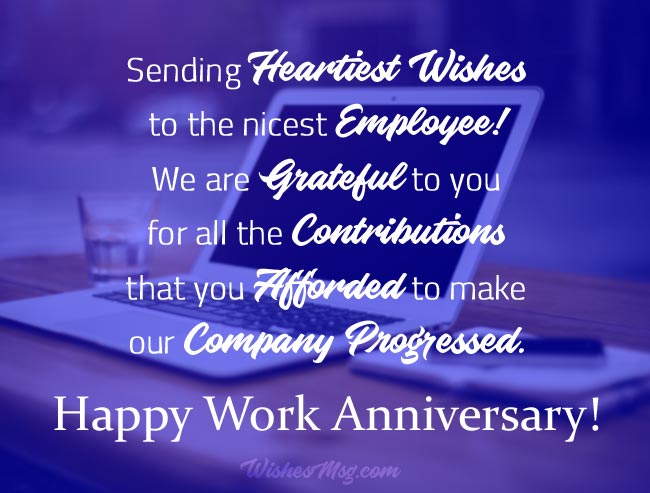 Sending Heartiest Wishes
to the nicest Employee!
We are Grateful to you
for all the Contributions
that you Afforded to make
our Company Progressed.
Happy Work Anniversary!
WishesMsg.com